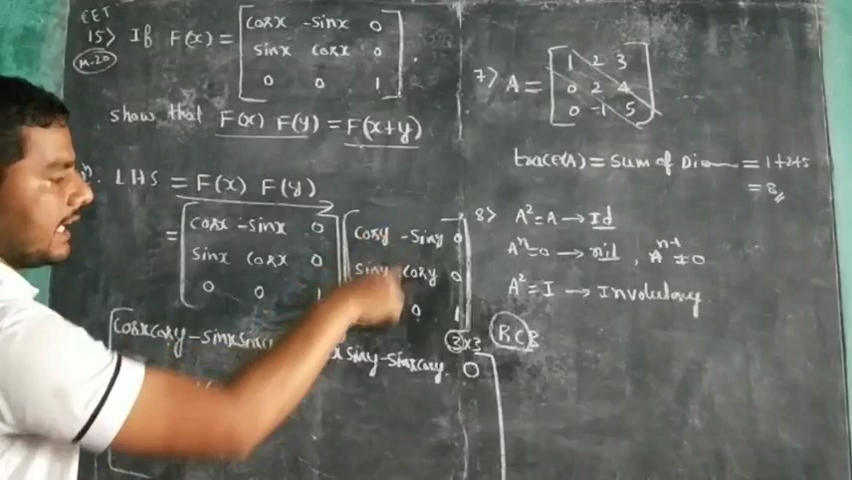 CET
15> If F(x) = [cosx -sinx 0
M.20 sinx cosx 0
0 0 1].
show that F(x) F(y) = F(x+y)
LHS = F(x) F(y)
= [cosx -sinx 0 [cosy -siny 0
sinx cosx 0 siny cosy 0
0 0 1 0 1]
3x3
[cosxcosy - sinxsiny x siny - sinxcosy 0
7> A = [1 2 3
0 2 4
0 -1 5]
trace(A) = Sum of Dia = 1+2+5
= 8
8> A²=A → Id
Aⁿ=0 → nil , Aⁿ⁻¹ ≠ 0
A²=I → Involutory
RCB